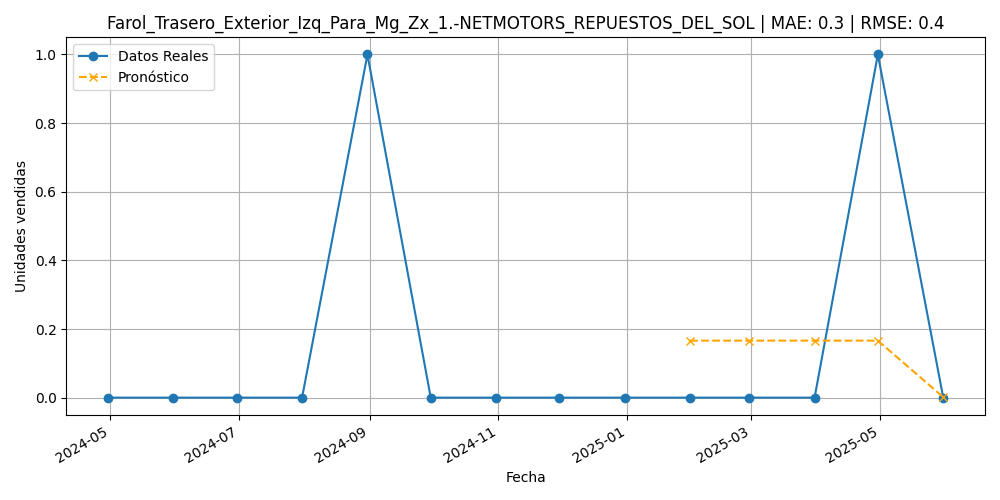 Farol_Trasero_Exterior_Izq_Para_Mg_Zx_1.-NETMOTORS_REPUESTOS_DEL_SOL | MAE: 0.3 | RMSE: 0.4
Datos Reales
Pronóstico
1.0
0.8
0.6
0.4
0.2
0.0
Unidades vendidas
2024-05
2024-07
2024-09
2024-11
2025-01
2025-03
2025-05
Fecha